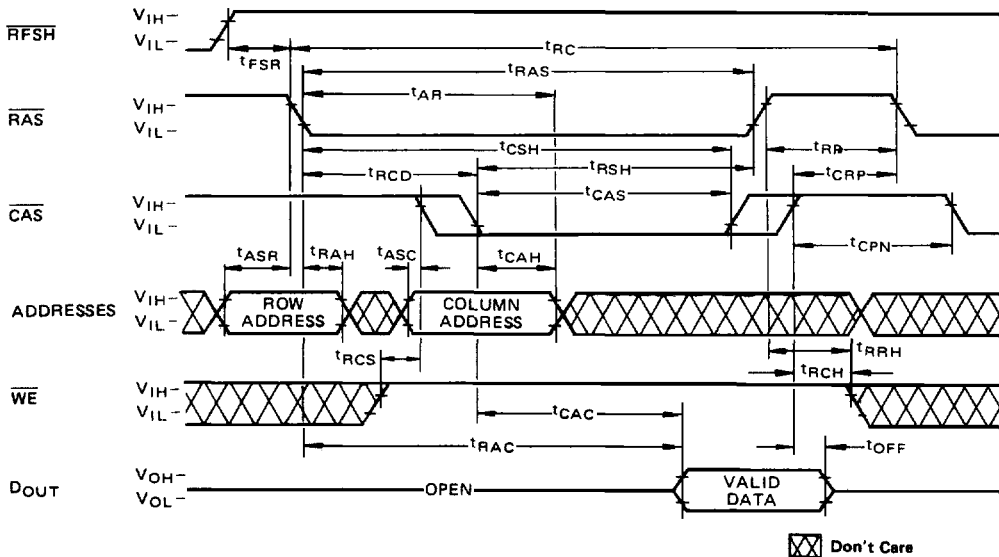 RFSH
VIH–
VIL–
tFSR
tRC
tRAS
tAR
RAS
VIH–
VIL–
tCSH
tRP
tRCD
tRSH
tCRP
CAS
VIH–
VIL–
tCAS
tCPN
tASR
tRAH
tASC
tCAH
ADDRESSES
VIH–
VIL–
ROW
ADDRESS
COLUMN
ADDRESS
tRCS
tRRH
tRCH
WE
VIH–
VIL–
tCAC
tRAC
tOFF
DOUT
VOH–
VOL–
OPEN
VALID
DATA
Don't Care